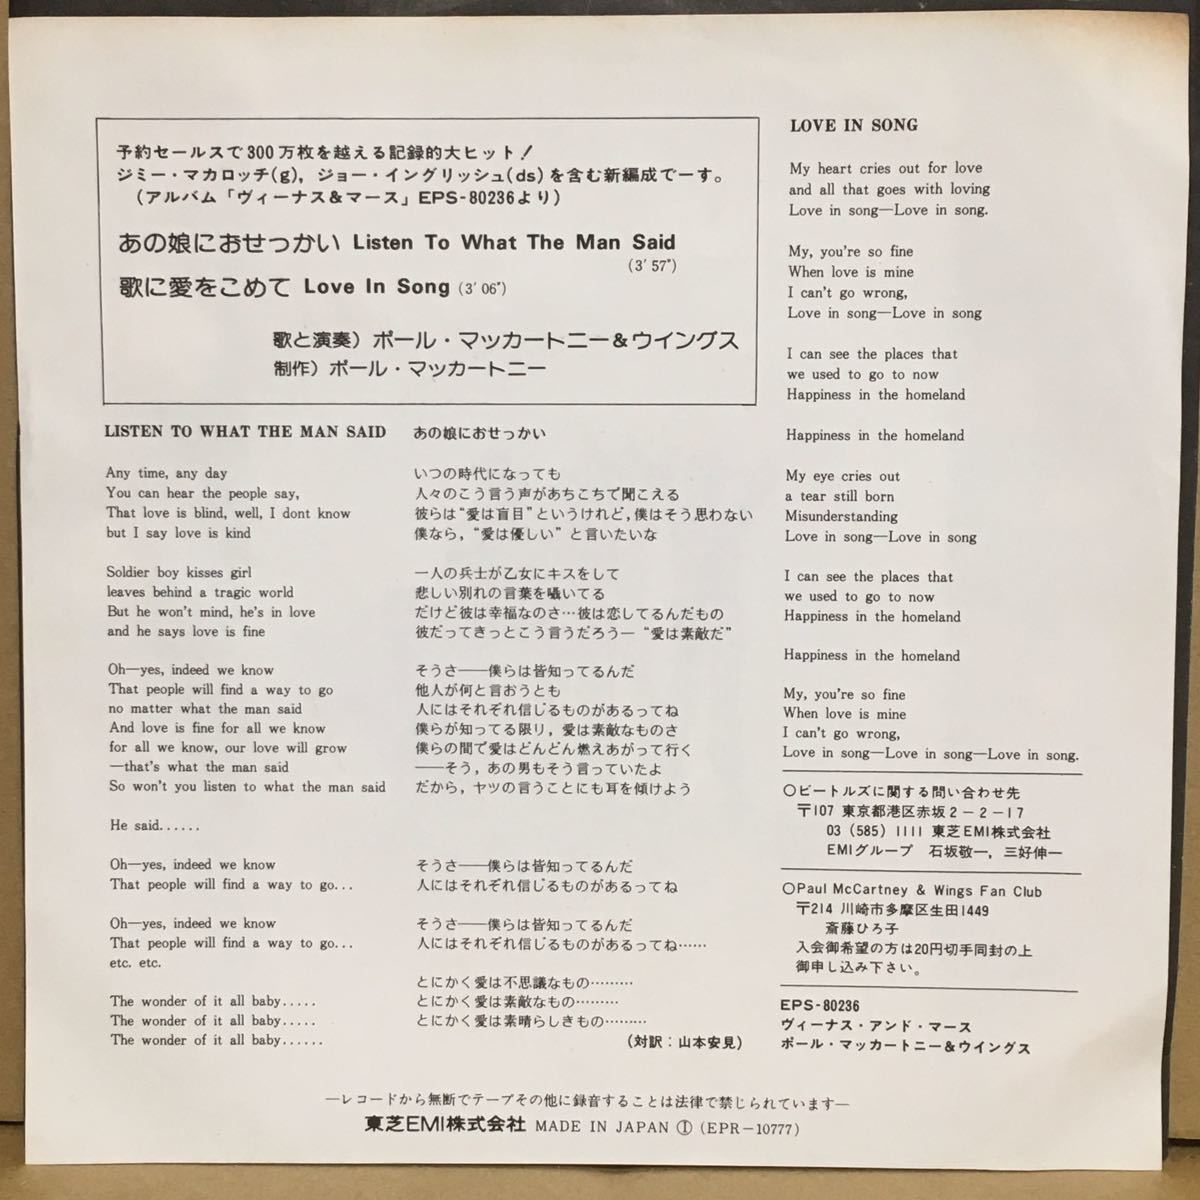 予約セールスで300万枚を越える記録的大ヒット！
ジミー・マカロッチ(g)，ジョー・イングリッシュ(ds)を含む新編成でーす。
（アルバム「ヴィーナス＆マース」EPS-80236より）
あの娘におせっかい Listen To What The Man Said
(3′57″)
歌に愛をこめて Love In Song (3′06″)
歌と演奏）ポール・マッカートニー＆ウイングス
制作）ポール・マッカートニー
LISTEN TO WHAT THE MAN SAID
Any time, any day
You can hear the people say,
That love is blind, well, I dont know
but I say love is kind
Soldier boy kisses girl
leaves behind a tragic world
But he won't mind, he's in love
and he says love is fine
Oh—yes, indeed we know
That people will find a way to go
no matter what the man said
And love is fine for all we know
for all we know, our love will grow
—that's what the man said
So won't you listen to what the man said
He said......
Oh—yes, indeed we know
That people will find a way to go...
Oh—yes, indeed we know
That people will find a way to go...
etc. etc.
The wonder of it all baby.....
The wonder of it all baby.....
The wonder of it all baby......
あの娘におせっかい
いつの時代になっても
人々のこう言う声があちこちで聞こえる
彼らは“愛は盲目”というけれど，僕はそう思わない
僕なら，“愛は優しい”と言いたいな
一人の兵士が乙女にキスをして
悲しい別れの言葉を囁いてる
だけど彼は幸福なのさ…彼は恋してるんだもの
彼だってきっとこう言うだろう—“愛は素敵だ”
そうさ——僕らは皆知ってるんだ
他人が何と言おうとも
人にはそれぞれ信じるものがあるってね
僕らが知ってる限り，愛は素敵なものさ
僕らの間で愛はどんどん燃えあがって行く
——そう，あの男もそう言っていたよ
だから，ヤツの言うことにも耳を傾けよう
そうさ——僕らは皆知ってるんだ
人にはそれぞれ信じるものがあるってね
そうさ——僕らは皆知ってるんだ
人にはそれぞれ信じるものがあるってね……
とにかく愛は不思議なもの………
とにかく愛は素敵なもの………
とにかく愛は素晴らしきもの………
（対訳：山本安見）
LOVE IN SONG
My heart cries out for love
and all that goes with loving
Love in song—Love in song.
My, you're so fine
When love is mine
I can't go wrong,
Love in song—Love in song
I can see the places that
we used to go to now
Happiness in the homeland
Happiness in the homeland
My eye cries out
a tear still born
Misunderstanding
Love in song—Love in song
I can see the places that
we used to go to now
Happiness in the homeland
Happiness in the homeland
My, you're so fine
When love is mine
I can't go wrong,
Love in song—Love in song—Love in song.
○ビートルズに関する問い合わせ先
〒107 東京都港区赤坂２－２－17
03（585）1111 東芝EMI株式会社
EMIグループ 石坂敬一，三好伸一
○Paul McCartney & Wings Fan Club
〒214 川崎市多摩区生田1449
斎藤ひろ子
入会御希望の方は20円切手同封の上
御申し込み下さい。
EPS-80236
ヴィーナス・アンド・マース
ポール・マッカートニー＆ウイングス
—レコードから無断でテープその他に録音することは法律で禁じられています—
東芝EMI株式会社 MADE IN JAPAN Ⓘ (EPR－10777)